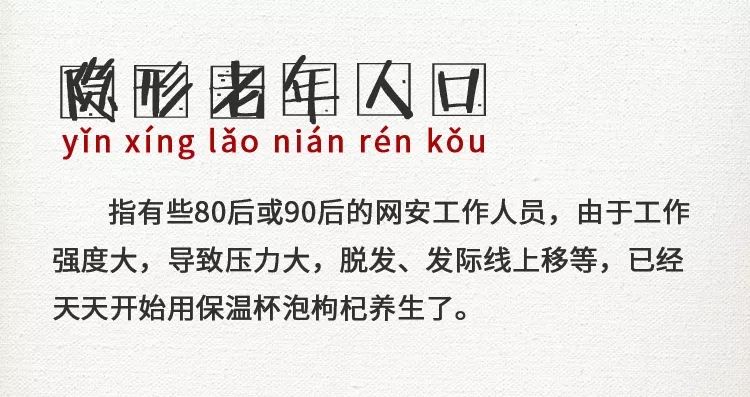 隐形老年人口
yǐn xíng lǎo nián rén kǒu
指有些80后或90后的网安工作人员，由于工作
强度大，导致压力大，脱发、发际线上移等，已经
天天开始用保温杯泡枸杞养生了。